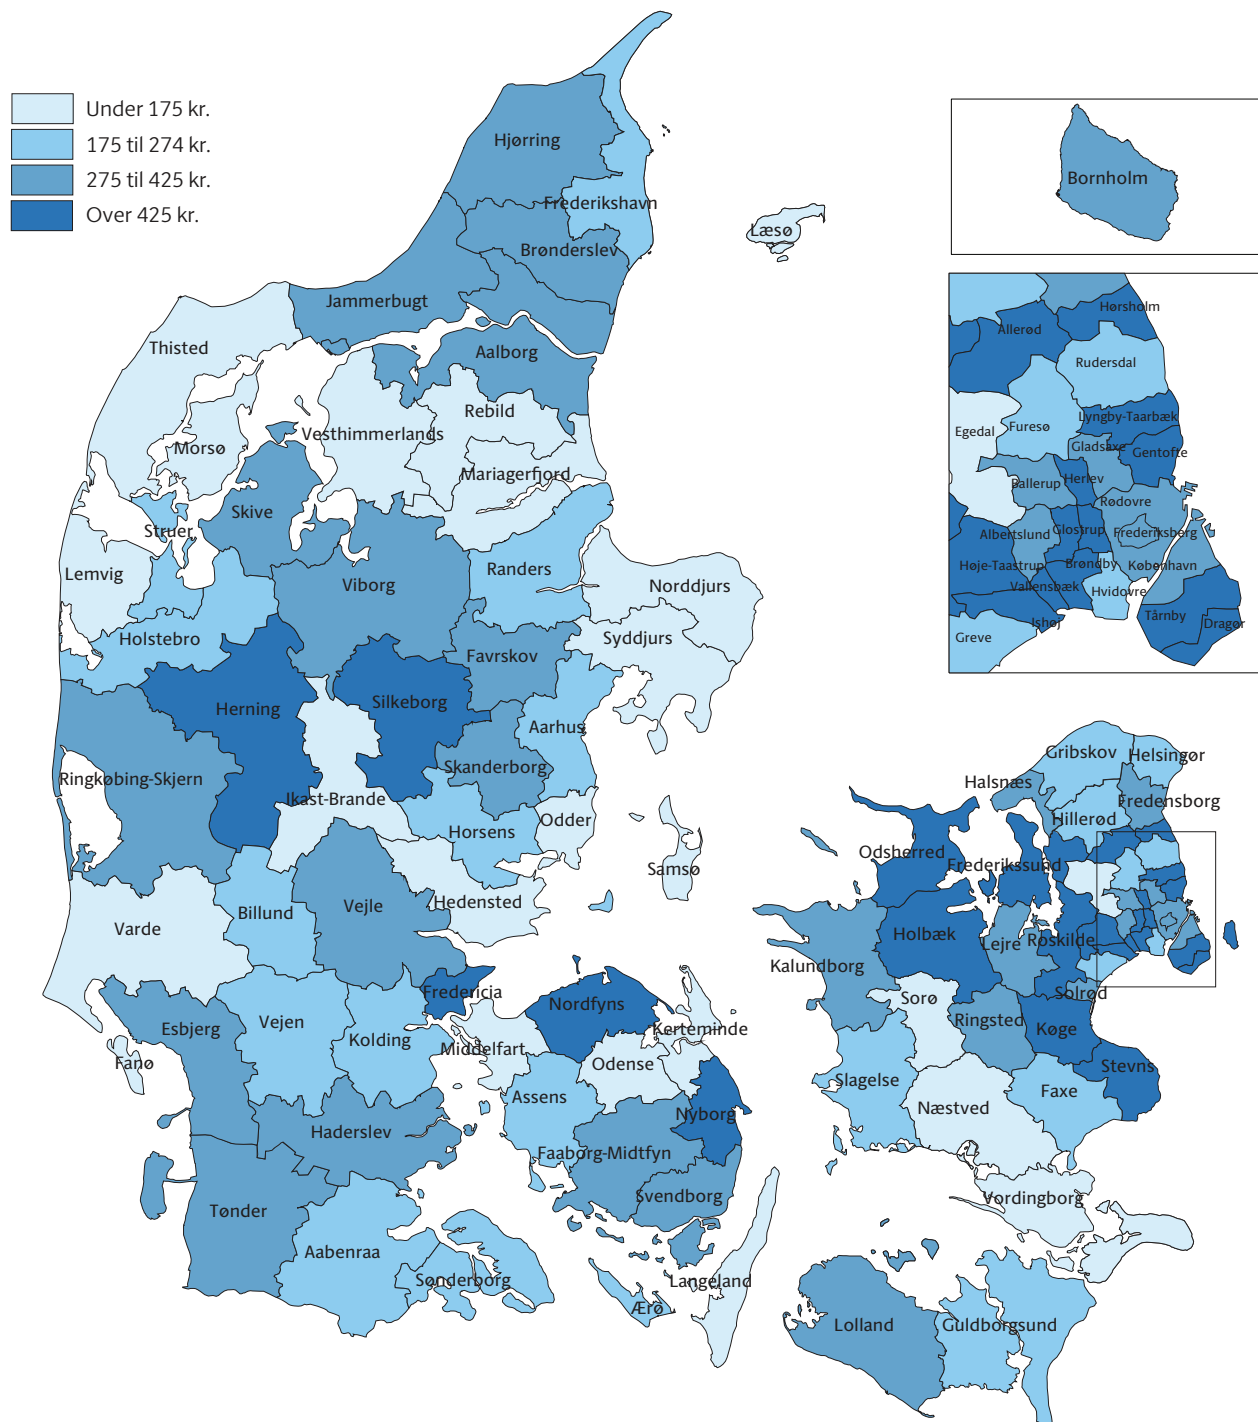 Under 175 kr.
175 til 274 kr.
275 til 425 kr.
Over 425 kr.
Hjørring
Frederikshavn
Læsø
Brønderslev
Jammerbugt
Thisted
Aalborg
Rebild
Vesthimmerlands
Morsø
Mariagerfjord
Skive
Struer
Lemvig
Viborg
Randers
Norddjurs
Holstebro
Syddjurs
Favrskov
Herning
Silkeborg
Aarhus
Ringkøbing-Skjern
Skanderborg
Ikast-Brande
Horsens
Odder
Samsø
Hedensted
Billund
Vejle
Varde
Fredericia
Nordfyns
Esbjerg
Vejen
Kolding
Middelfart
Kerteminde
Fanø
Odense
Assens
Nyborg
Haderslev
Faaborg-Midtfyn
Svendborg
Tønder
Aabenraa
Sønderborg
Langeland
Ærø
Bornholm
Hørsholm
Allerød
Rudersdal
Lyngby-Taarbæk
Furesø
Egedal
Gladsaxe
Gentofte
Herlev
Ballerup
Rødovre
Albertslund
Glostrup
Frederiksberg
Høje-Taastrup
Brøndby
København
Vallensbæk
Hvidovre
Ishøj
Tårnby
Dragør
Greve
Gribskov
Helsingør
Halsnæs
Fredensborg
Hillerød
Odsherred
Frederikssund
Holbæk
Lejre
Roskilde
Kalundborg
Solrød
Sorø
Ringsted
Køge
Stevns
Slagelse
Næstved
Faxe
Vordingborg
Lolland
Guldborgsund